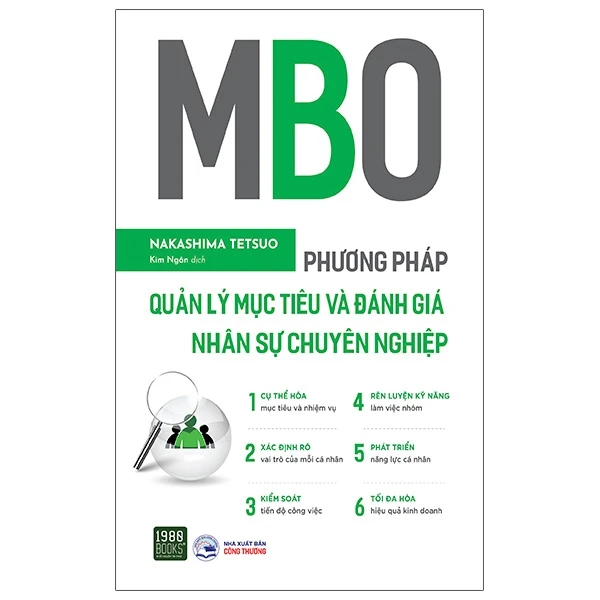 MBO
NAKASHIMA TETSUO
Kim Ngân dịch
PHƯƠNG PHÁP
QUẢN LÝ MỤC TIÊU VÀ ĐÁNH GIÁ
NHÂN SỰ CHUYÊN NGHIỆP
1 CỤ THỂ HÓA
mục tiêu và nhiệm vụ
2 XÁC ĐỊNH RÕ
vai trò của mỗi cá nhân
3 KIỂM SOÁT
tiến độ công việc
4 RÈN LUYỆN KỸ NĂNG
làm việc nhóm
5 PHÁT TRIỂN
năng lực cá nhân
6 TỐI ĐA HÓA
hiệu quả kinh doanh
1980
BOOKS
NHÀ XUẤT BẢN
CÔNG THƯƠNG